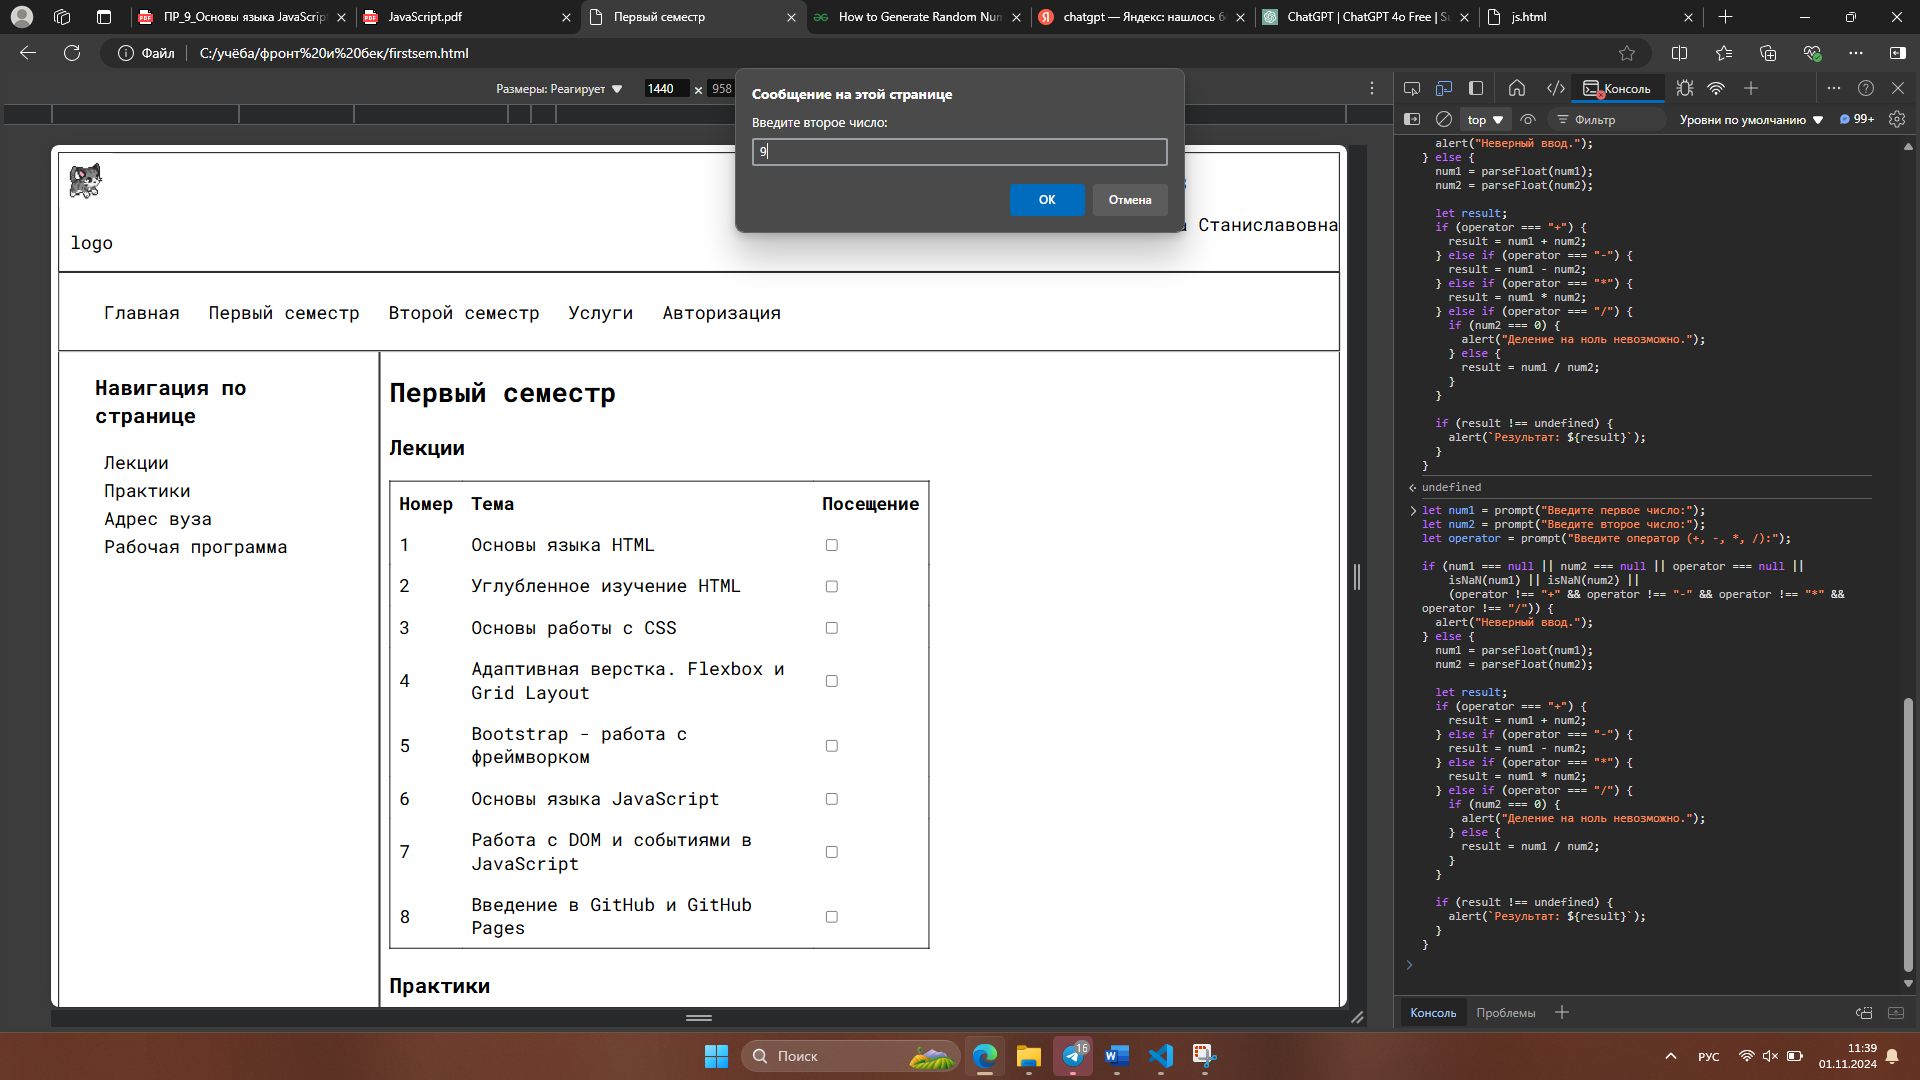 ПР_9_Основы языка JavaScrip
JavaScript.pdf
Первый семестр
How to Generate Random Num
chatgpt — Яндекс: нашлось 6
ChatGPT | ChatGPT 4o Free | S
js.html
Файл
C:/учёба/фронт%20и%20бек/firstsem.html
Размеры: Реагирует
1440
×
958
Сообщение на этой странице
Введите второе число:
9
ОК
Отмена
Станиславовна
logo
Главная
Первый семестр
Второй семестр
Услуги
Авторизация
Навигация по
странице
Лекции
Практики
Адрес вуза
Рабочая программа
Первый семестр
Лекции
Номер Тема Посещение
1 Основы языка HTML
2 Углубленное изучение HTML
3 Основы работы с CSS
4 Адаптивная верстка. Flexbox и
Grid Layout
5 Bootstrap - работа с
фреймворком
6 Основы языка JavaScript
7 Работа с DOM и событиями в
JavaScript
8 Введение в GitHub и GitHub
Pages
Практики
Консоль
top
Фильтр
Уровни по умолчанию
99+
alert("Неверный ввод.");
} else {
num1 = parseFloat(num1);
num2 = parseFloat(num2);
let result;
if (operator === "+") {
result = num1 + num2;
} else if (operator === "-") {
result = num1 - num2;
} else if (operator === "*") {
result = num1 * num2;
} else if (operator === "/") {
if (num2 === 0) {
alert("Деление на ноль невозможно.");
} else {
result = num1 / num2;
}
}
if (result !== undefined) {
alert(`Результат: ${result}`);
}
}
undefined
let num1 = prompt("Введите первое число:");
let num2 = prompt("Введите второе число:");
let operator = prompt("Введите оператор (+, -, *, /):");
if (num1 === null || num2 === null || operator === null ||
isNaN(num1) || isNaN(num2) ||
(operator !== "+" && operator !== "-" && operator !== "*" &&
operator !== "/")) {
alert("Неверный ввод.");
} else {
num1 = parseFloat(num1);
num2 = parseFloat(num2);
let result;
if (operator === "+") {
result = num1 + num2;
} else if (operator === "-") {
result = num1 - num2;
} else if (operator === "*") {
result = num1 * num2;
} else if (operator === "/") {
if (num2 === 0) {
alert("Деление на ноль невозможно.");
} else {
result = num1 / num2;
}
}
if (result !== undefined) {
alert(`Результат: ${result}`);
}
}
Консоль
Проблемы
Поиск
16
РУС
11:39
01.11.2024